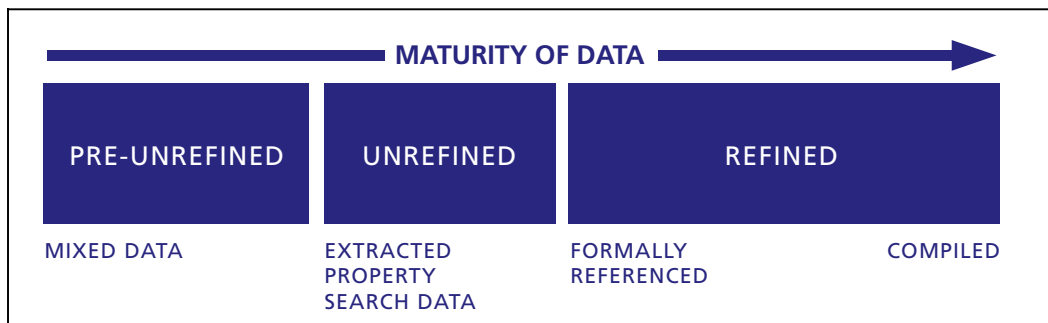 MATURITY OF DATA
PRE-UNREFINED
UNREFINED
REFINED
MIXED DATA
EXTRACTED
PROPERTY
SEARCH DATA
FORMALLY
REFERENCED
COMPILED